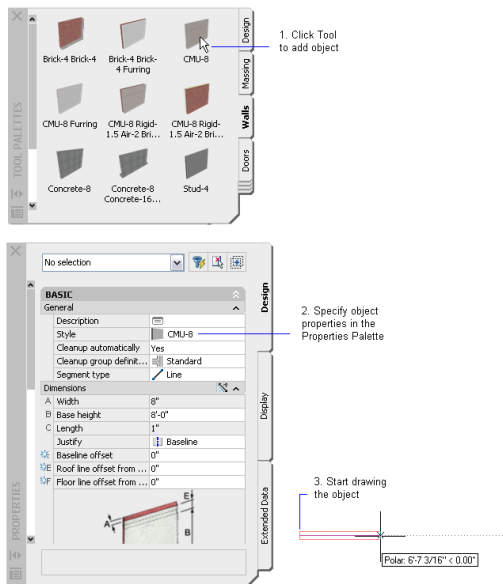 Design
Massing
Walls
Doors
TOOL PALETTES
Brick-4 Brick-4
Brick-4 Brick-
4 Furring
CMU-8
CMU-8 Furring
CMU-8 Rigid-
1.5 Air-2 Bri...
CMU-8 Rigid-
1.5 Air-2 Bri...
Concrete-8
Concrete-8
Concrete-16...
Stud-4
1. Click Tool
to add object
No selection
BASIC
General
Description
Style CMU-8
Cleanup automatically Yes
Cleanup group definit... Standard
Segment type Line
Dimensions
A Width 8"
B Base height 8'-0"
C Length 1"
Justify Baseline
Baseline offset 0"
E Roof line offset from ... 0"
F Floor line offset from ... 0"
E
A
B
Design
Display
Extended Data
PROPERTIES
2. Specify object
properties in the
Properties Palette
3. Start drawing
the object
Polar: 6'-7 3/16" < 0.00°